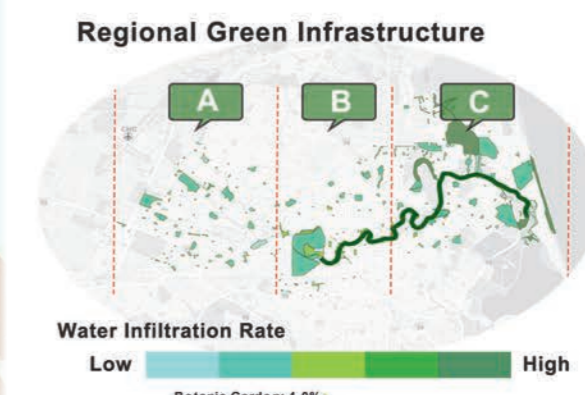 Regional Green Infrastructure
A B C
Water Infiltration Rate
Low High